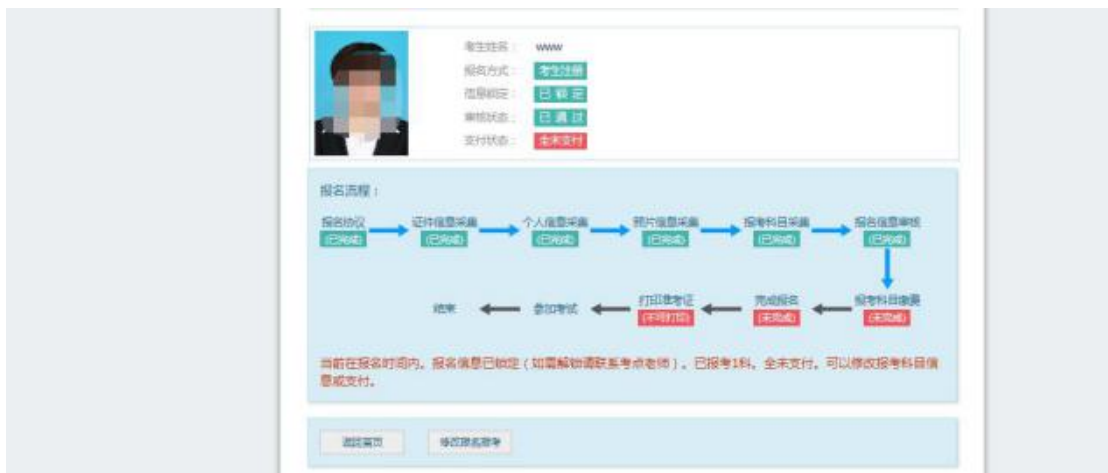 考生姓名： www
报名方式： 考生注册
信息锁定： 已 锁 定
审核状态： 已 通 过
支付状态： 全未支付
报名流程：
报名协议 证件信息采集 个人信息采集 照片信息采集 报考科目采集 报名信息审核
(已完成) (已完成) (已完成) (已完成) (已完成) (已完成)
结束 参加考试 打印准考证 完成报名 报考科目缴费
(不可打印) (未完成) (未完成)
当前在报名时间内。报名信息已锁定（如需解锁请联系考点老师）。已报考1科。全未支付。可以修改报考科目信
息或支付。
返回首页 修改报名报考